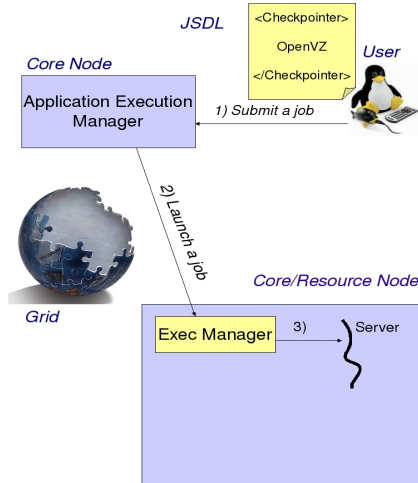 JSDL
<Checkpointer>
OpenVZ
</Checkpointer>
User
Core Node
Application Execution
Manager
1) Submit a job
2) Launch a job
Grid
Core/Resource Node
Exec Manager
3)
Server